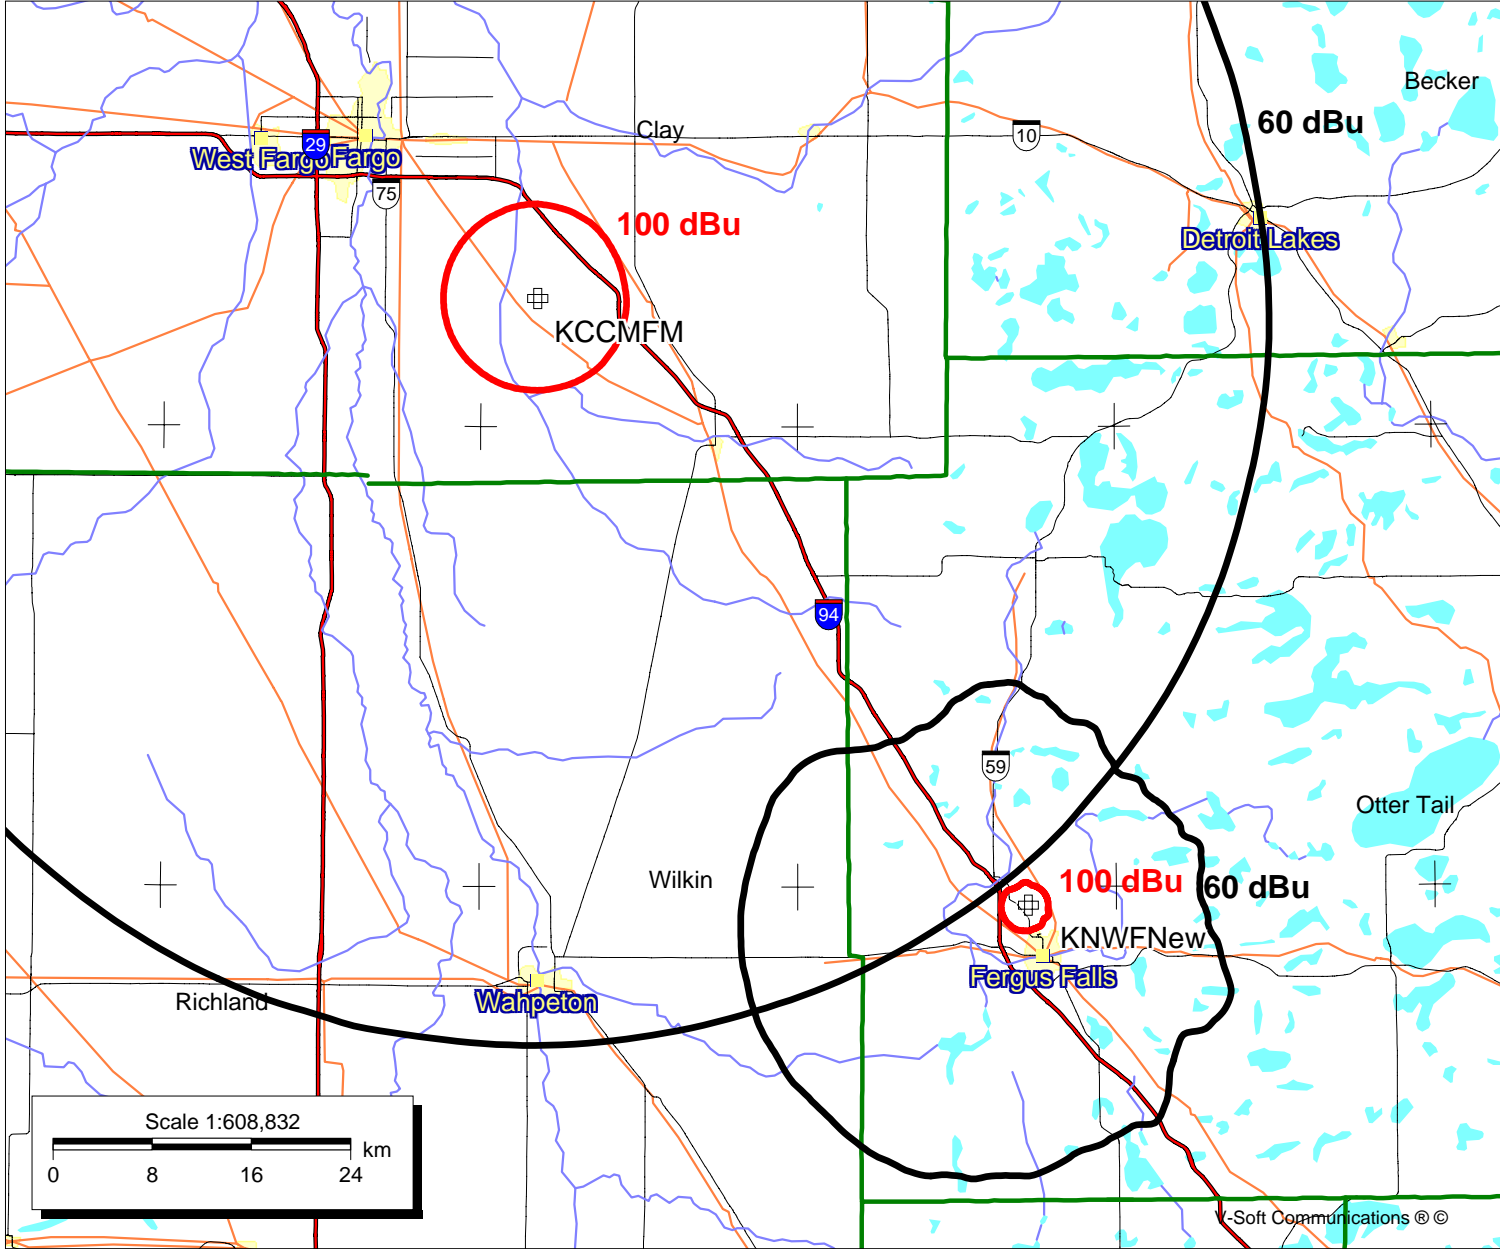 Becker
60 dBu
Clay
10
29
West Fargo
Fargo
75
100 dBu
Detroit Lakes
KCCMFM
94
59
Otter Tail
Wilkin
100 dBu
60 dBu
KNWFNew
Fergus Falls
Richland
Wahpeton
Scale 1:608,832
km
0 8 16 24
V-Soft Communications ® ©